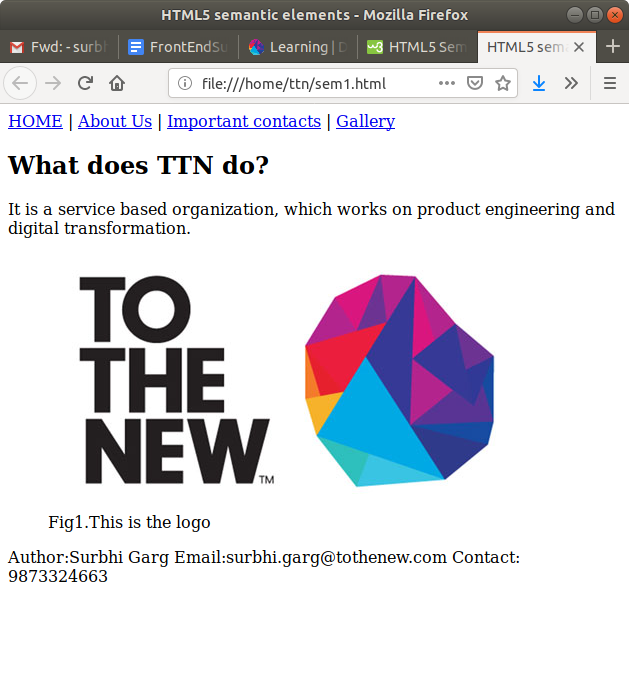 HTML5 semantic elements - Mozilla Firefox
Fwd: - surbh
FrontEndSu
Learning | D
HTML5 Sem
HTML5 sem
file:///home/ttn/sem1.html
HOME | About Us | Important contacts | Gallery
What does TTN do?
It is a service based organization, which works on product engineering and
digital transformation.
TO
THE
NEW™
Fig1.This is the logo
Author:Surbhi Garg Email:surbhi.garg@tothenew.com Contact:
9873324663